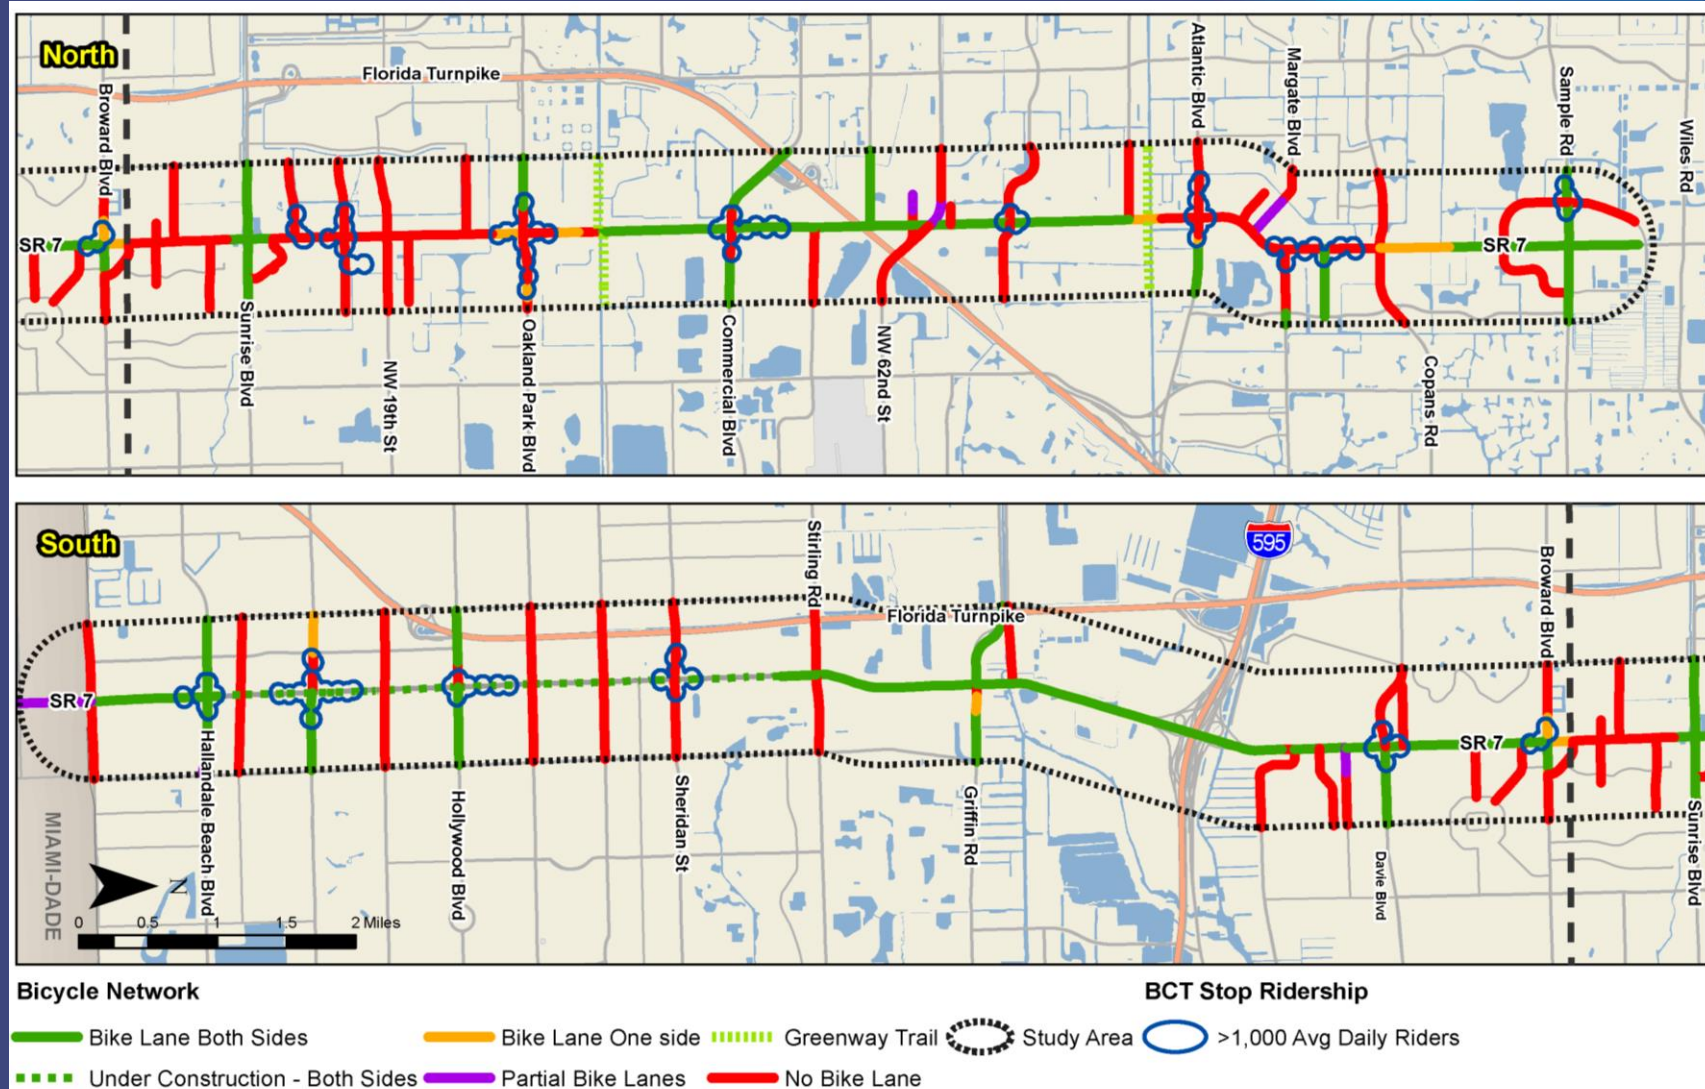 North
Florida Turnpike
Broward Blvd
Atlantic Blvd
Margate Blvd
Sample Rd
Wiles Rd
SR 7
SR 7
Sunrise Blvd
NW 19th St
Oakland Park Blvd
Commercial Blvd
NW 62nd St
Copans Rd
South
Stirling Rd
595
Broward Blvd
Florida Turnpike
SR 7
SR 7
Hallandale Beach Blvd
Hollywood Blvd
Sheridan St
Griffin Rd
Davie Blvd
Sunrise Blvd
MIAMI-DADE
N
0 0.5 1 1.5 2 Miles
Bicycle Network
BCT Stop Ridership
Bike Lane Both Sides
Bike Lane One side
Greenway Trail
Study Area
>1,000 Avg Daily Riders
Under Construction - Both Sides
Partial Bike Lanes
No Bike Lane